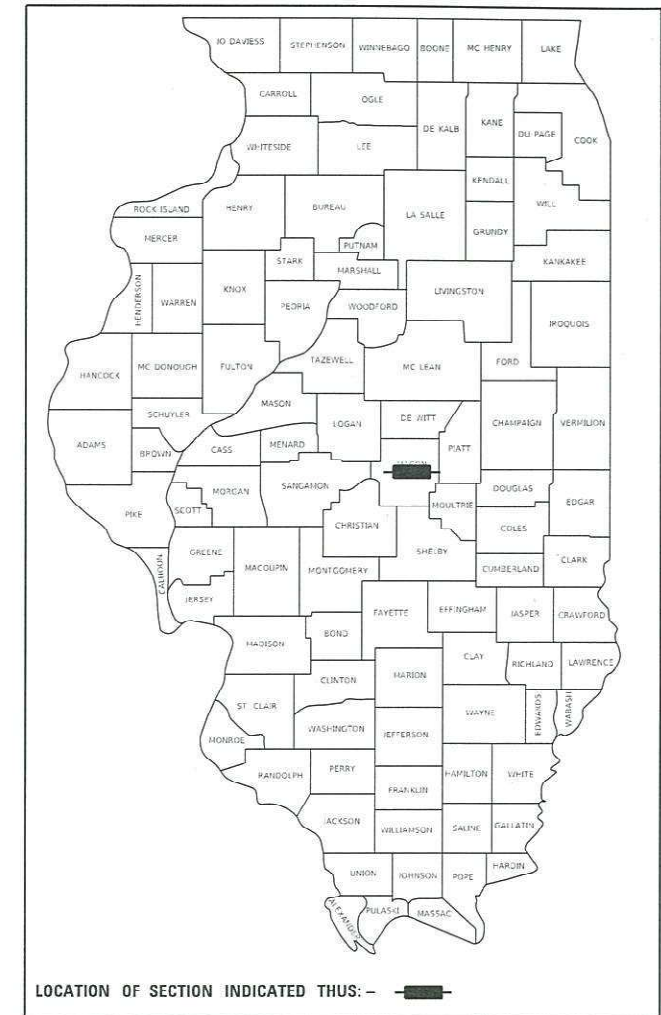 JO DAVIESS STEPHENSON WINNEBAGO BOONE MC HENRY LAKE
CARROLL OGLE DE KALB KANE DU PAGE COOK
WHITESIDE LEE
KENDALL WILL
ROCK ISLAND HENRY BUREAU LA SALLE
MERCER PUTNAM GRUNDY
STARK MARSHALL KANKAKEE
HENDERSON WARREN KNOX PEORIA WOODFORD LIVINGSTON
IROQUOIS
HANCOCK MC DONOUGH FULTON TAZEWELL MC LEAN FORD
MASON
SCHUYLER LOGAN DE WITT CHAMPAIGN VERMILION
ADAMS BROWN CASS MENARD PIATT
MORGAN SANGAMON DOUGLAS EDGAR
PIKE SCOTT MOULTRIE
CHRISTIAN COLES
GREENE SHELBY
CALHOUN MACOUPIN MONTGOMERY CUMBERLAND CLARK
JERSEY FAYETTE EFFINGHAM JASPER CRAWFORD
MADISON BOND
CLAY RICHLAND LAWRENCE
CLINTON MARION
ST CLAIR WAYNE EDWARDS WABASH
WASHINGTON JEFFERSON
MONROE
RANDOLPH PERRY HAMILTON WHITE
FRANKLIN
JACKSON WILLIAMSON SALINE GALLATIN
UNION JOHNSON POPE HARDIN
ALEXANDER PULASKI MASSAC
LOCATION OF SECTION INDICATED THUS: –